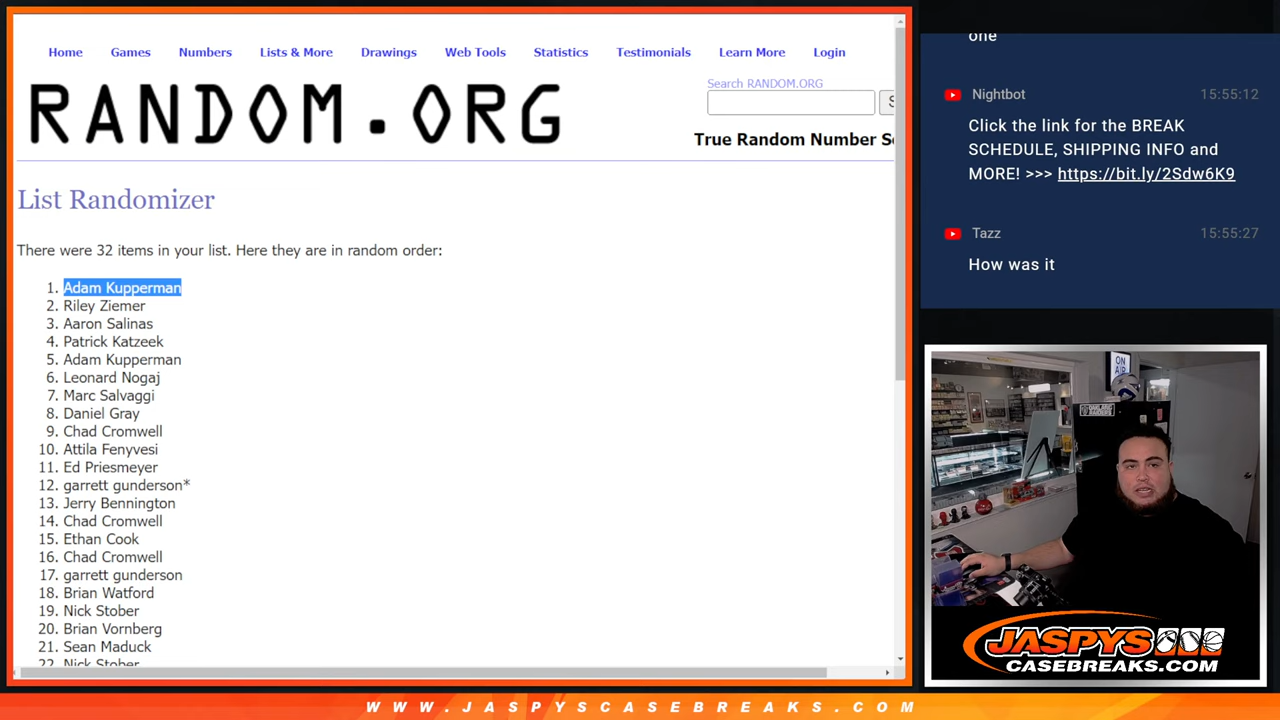 Home Games Numbers Lists & More Drawings Web Tools Statistics Testimonials Learn More Login
RANDOM.ORG
Search RANDOM.ORG
True Random Number Se
List Randomizer
There were 32 items in your list. Here they are in random order:
1. Adam Kupperman
2. Riley Ziemer
3. Aaron Salinas
4. Patrick Katzeek
5. Adam Kupperman
6. Leonard Nogaj
7. Marc Salvaggi
8. Daniel Gray
9. Chad Cromwell
10. Attila Fenyvesi
11. Ed Priesmeyer
12. garrett gunderson*
13. Jerry Bennington
14. Chad Cromwell
15. Ethan Cook
16. Chad Cromwell
17. garrett gunderson
18. Brian Watford
19. Nick Stober
20. Brian Vornberg
21. Sean Maduck
22. Nick Stober
one
Nightbot 15:55:12
Click the link for the BREAK
SCHEDULE, SHIPPING INFO and
MORE! >>> https://bit.ly/2Sdw6K9
Tazz 15:55:27
How was it
ON
AIR
JASPYS
CASEBREAKS.COM
WWW.JASPYSCASEBREAKS.COM